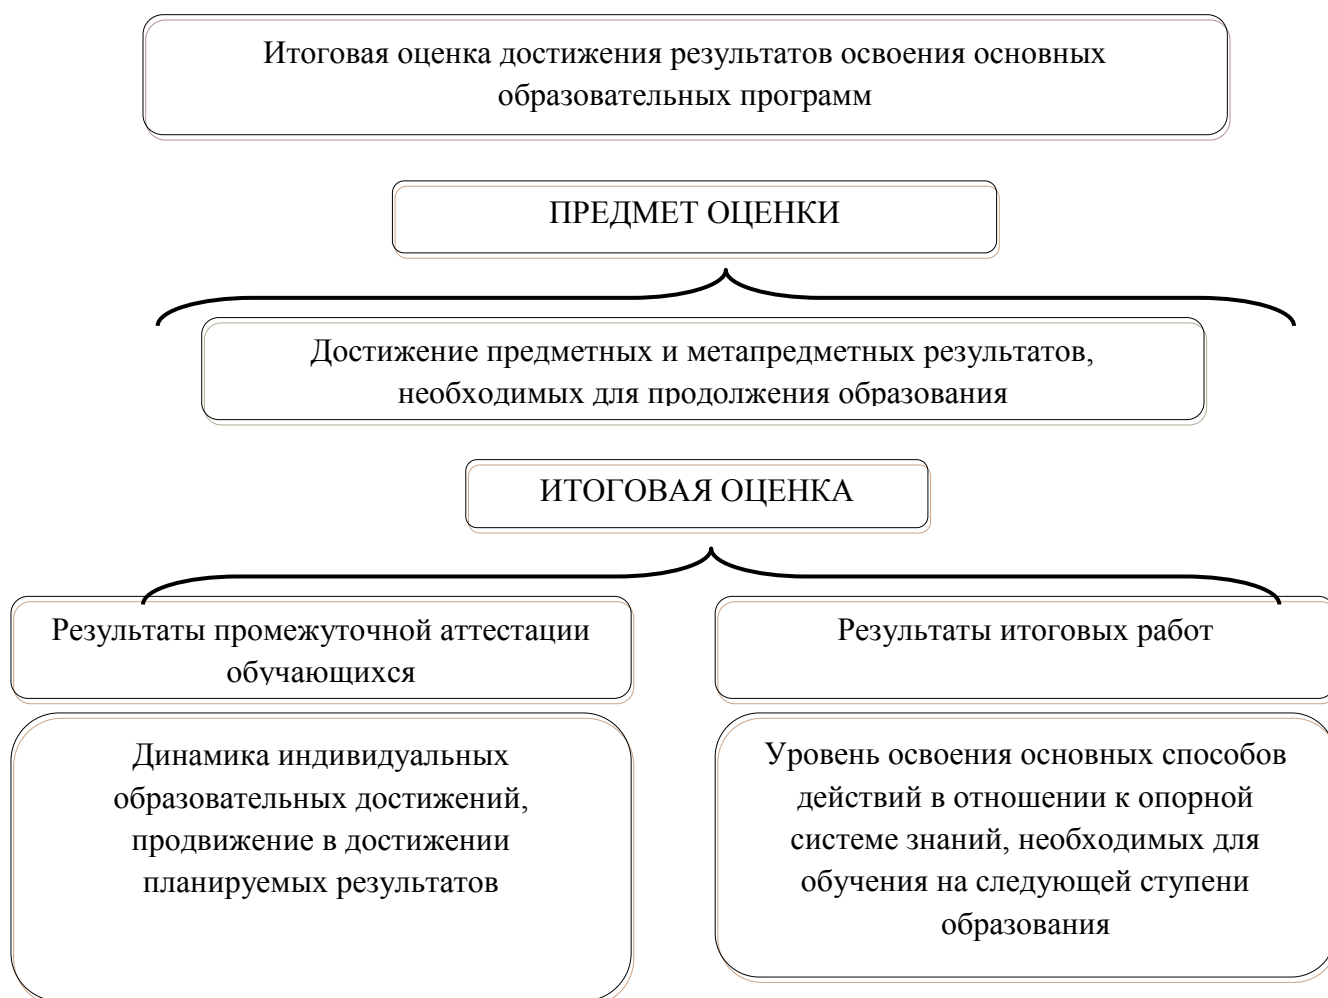 Итоговая оценка достижения результатов освоения основных
образовательных программ
ПРЕДМЕТ ОЦЕНКИ
Достижение предметных и метапредметных результатов,
необходимых для продолжения образования
ИТОГОВАЯ ОЦЕНКА
Результаты промежуточной аттестации
обучающихся
Результаты итоговых работ
Динамика индивидуальных
образовательных достижений,
продвижение в достижении
планируемых результатов
Уровень освоения основных способов
действий в отношении к опорной
системе знаний, необходимых для
обучения на следующей ступени
образования